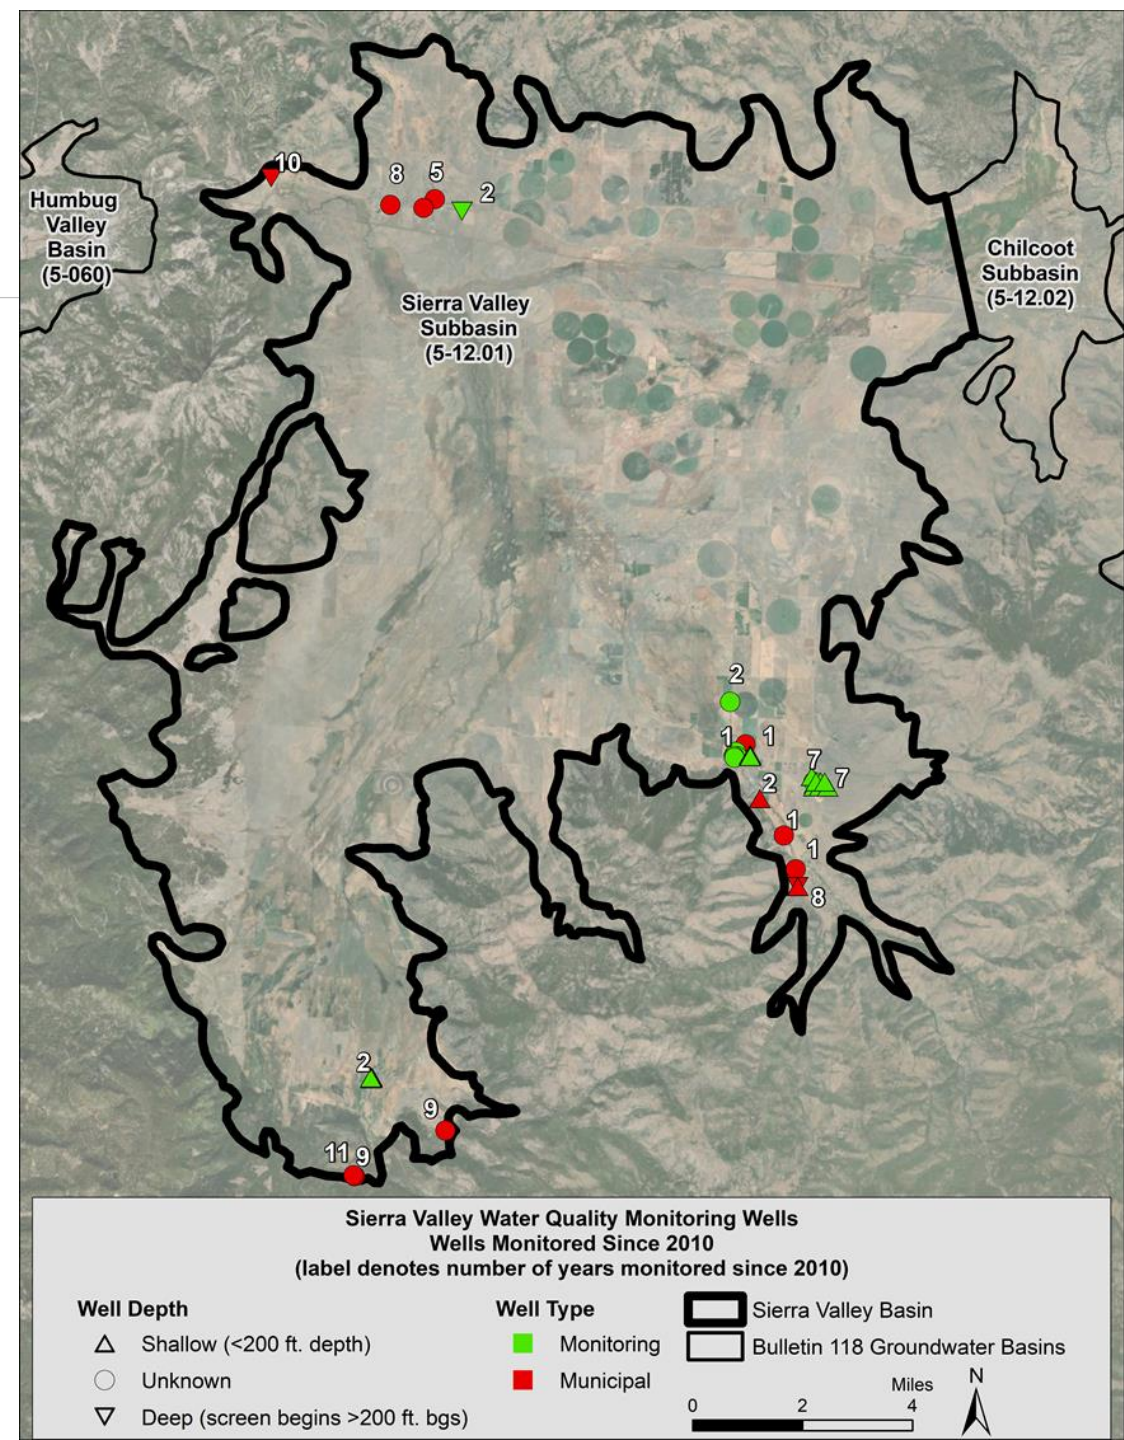 10
8
5
2
Humbug
Valley
Basin
(5-060)
Chilcoot
Subbasin
(5-12.02)
Sierra Valley
Subbasin
(5-12.01)
2
1
1
7
7
2
1
1
8
2
9
11
9
Sierra Valley Water Quality Monitoring Wells
Wells Monitored Since 2010
(label denotes number of years monitored since 2010)
Well Depth
Shallow (<200 ft. depth)
Unknown
Deep (screen begins >200 ft. bgs)
Well Type
Monitoring
Municipal
Sierra Valley Basin
Bulletin 118 Groundwater Basins
Miles
0 2 4
N